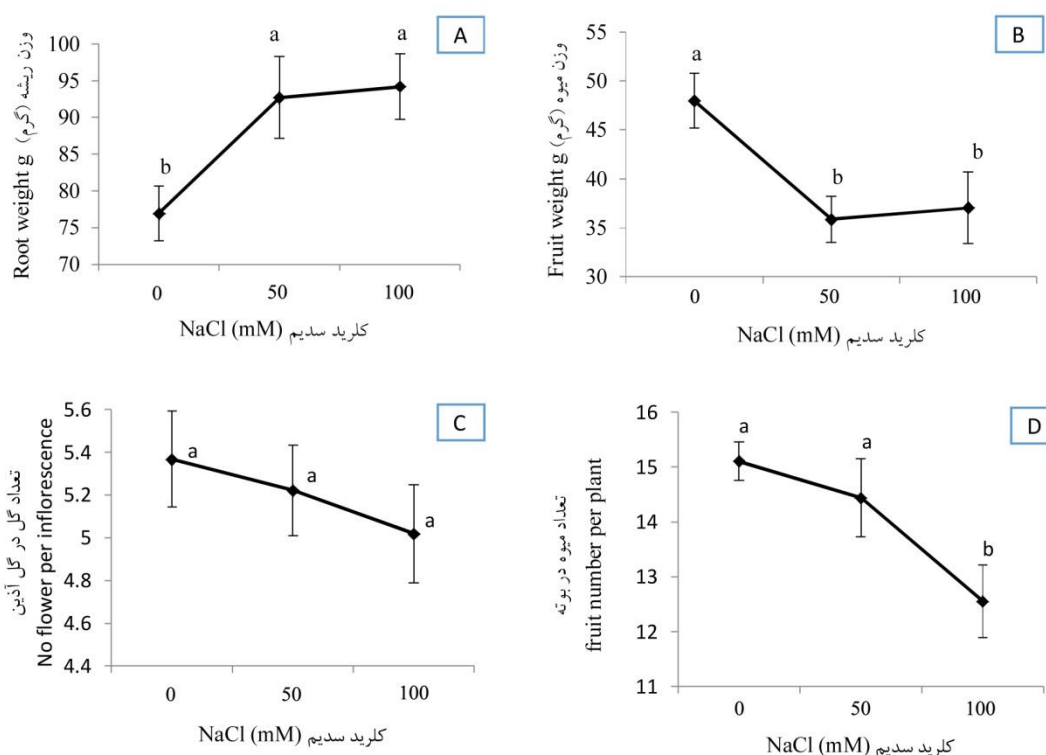 A
وزن ریشه (گرم)
Root weight g
100
95
90
85
80
75
70
b
a
a
0
50
100
NaCl (mM) کلرید سدیم
B
وزن میوه (گرم)
Fruit weight g
50
45
40
35
30
a
b
b
0
50
100
NaCl (mM) کلرید سدیم
C
تعداد گل در گل آذین
No flower per inflorescence
5.6
5.4
5.2
5
4.8
4.6
4.4
a
a
a
0
50
100
NaCl (mM) کلرید سدیم
D
تعداد میوه در بوته
fruit number per plant
16
15
14
13
12
11
a
a
b
0
50
100
NaCl (mM) کلرید سدیم